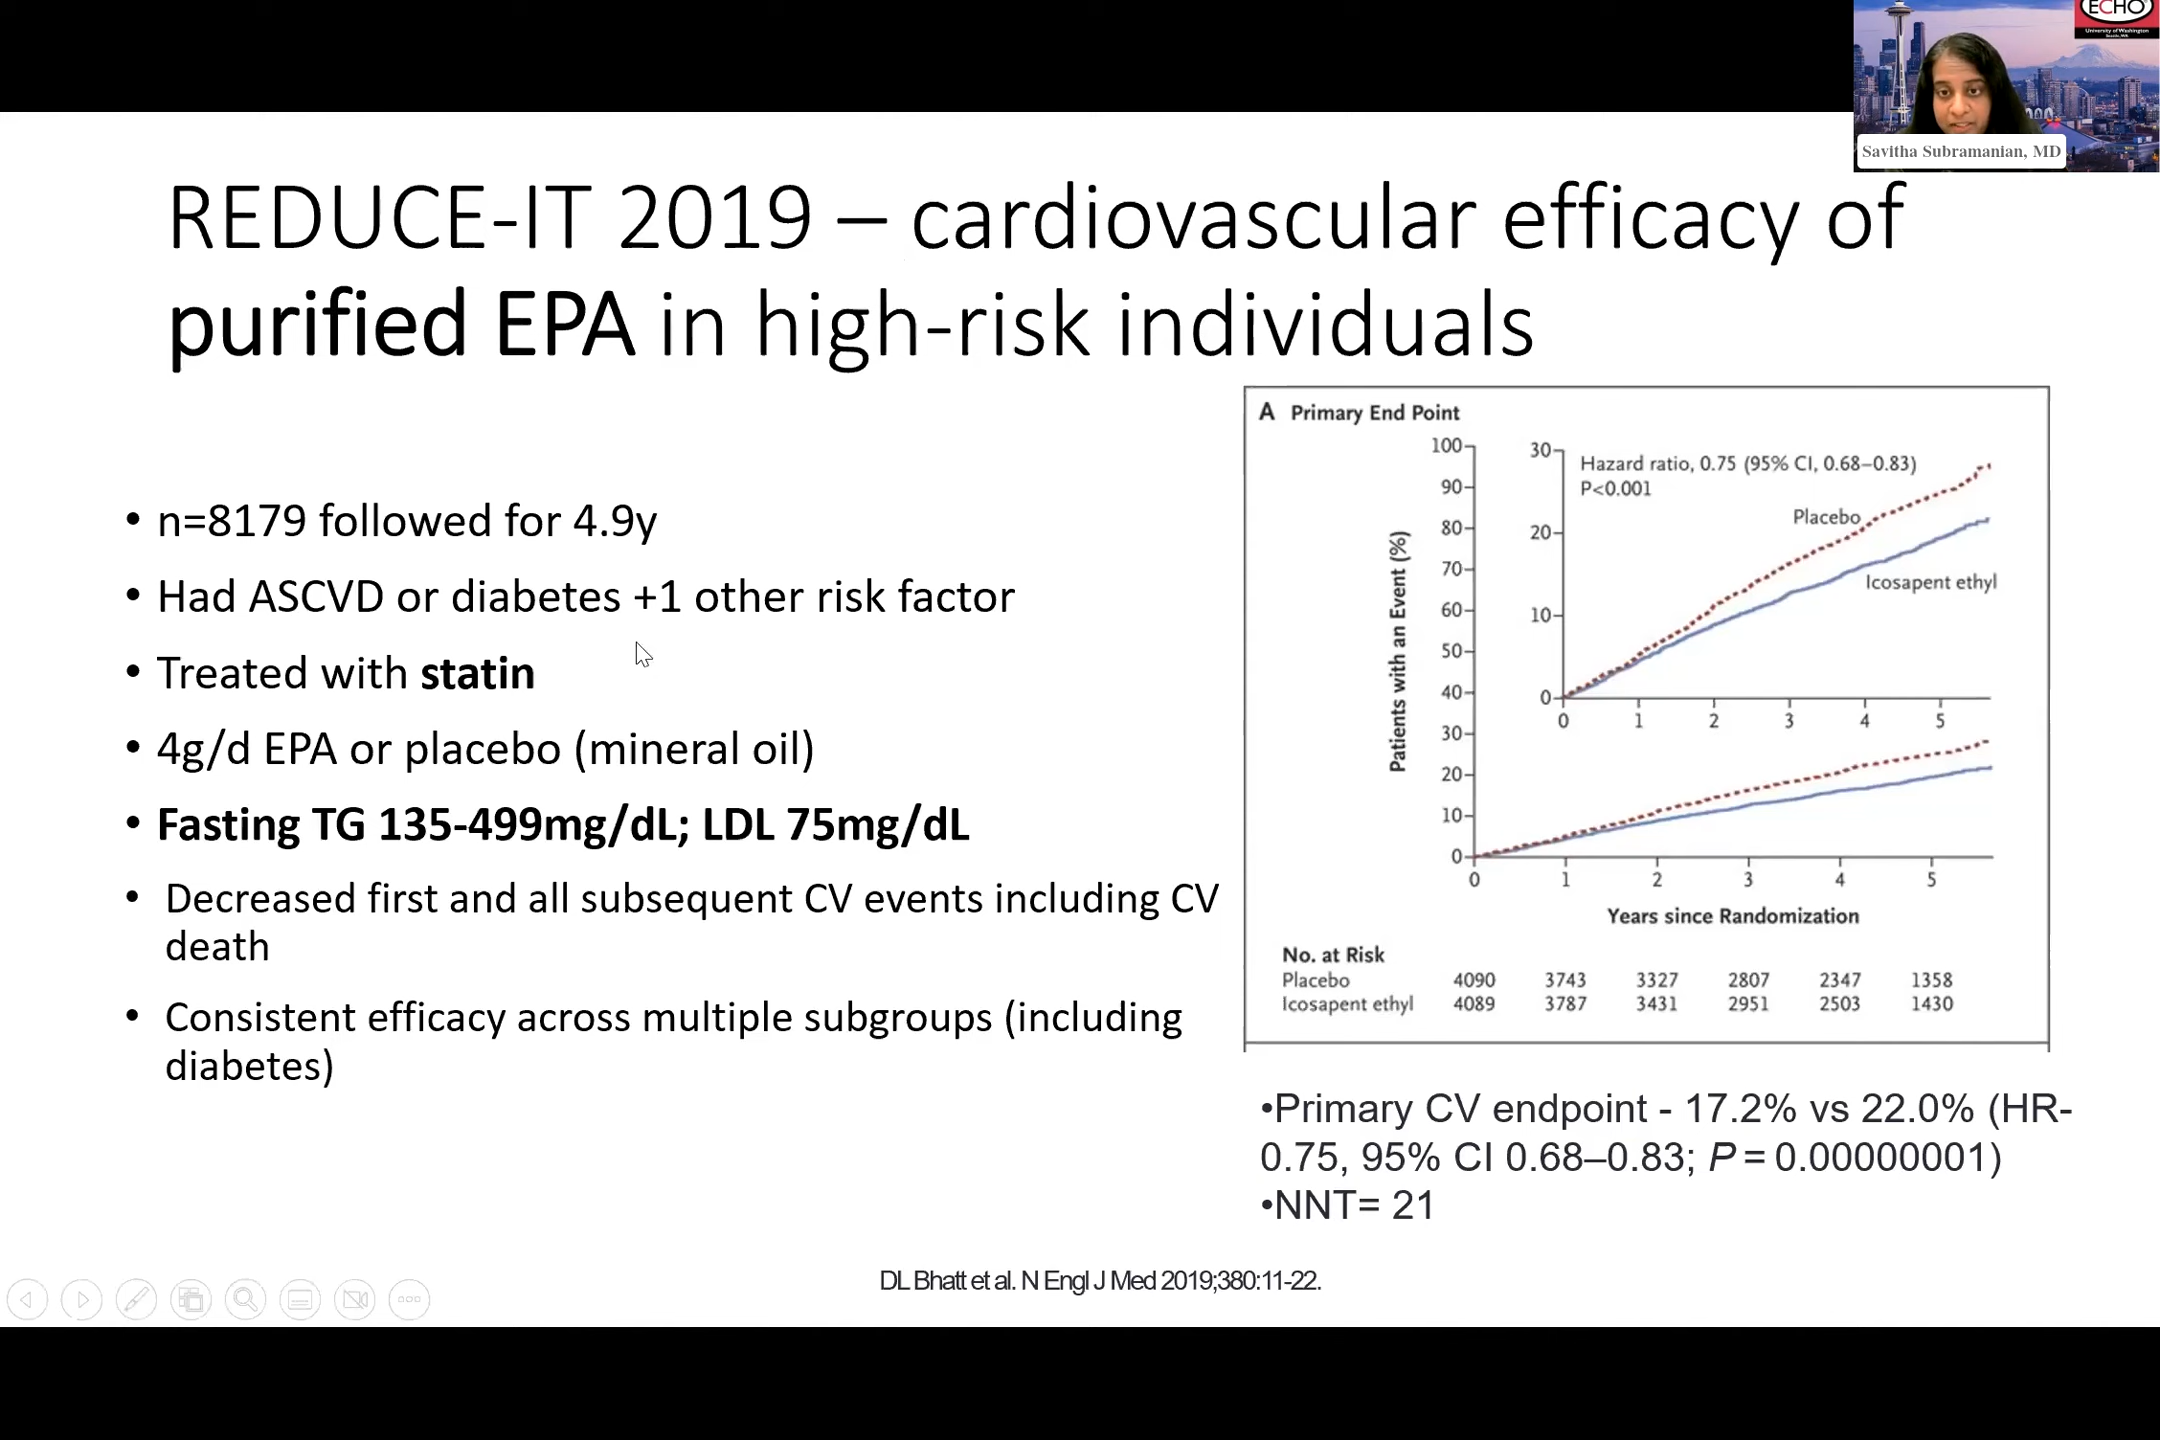 ECHO
University of Washington
Seattle, WA
Savitha Subramanian, MD
REDUCE-IT 2019 – cardiovascular efficacy of
purified EPA in high-risk individuals
• n=8179 followed for 4.9y
• Had ASCVD or diabetes +1 other risk factor
• Treated with statin
• 4g/d EPA or placebo (mineral oil)
• Fasting TG 135-499mg/dL; LDL 75mg/dL
• Decreased first and all subsequent CV events including CV
death
• Consistent efficacy across multiple subgroups (including
diabetes)
A Primary End Point
Patients with an Event (%)
100
90
80
70
60
50
40
30
20
10
0
30
20
10
0
Hazard ratio, 0.75 (95% CI, 0.68–0.83)
P<0.001
Placebo
Icosapent ethyl
0 1 2 3 4 5
0 1 2 3 4 5
Years since Randomization
No. at Risk
Placebo 4090 3743 3327 2807 2347 1358
Icosapent ethyl 4089 3787 3431 2951 2503 1430
•Primary CV endpoint - 17.2% vs 22.0% (HR-
0.75, 95% CI 0.68–0.83; P = 0.00000001)
•NNT= 21
DL Bhatt et al. N Engl J Med 2019;380:11-22.